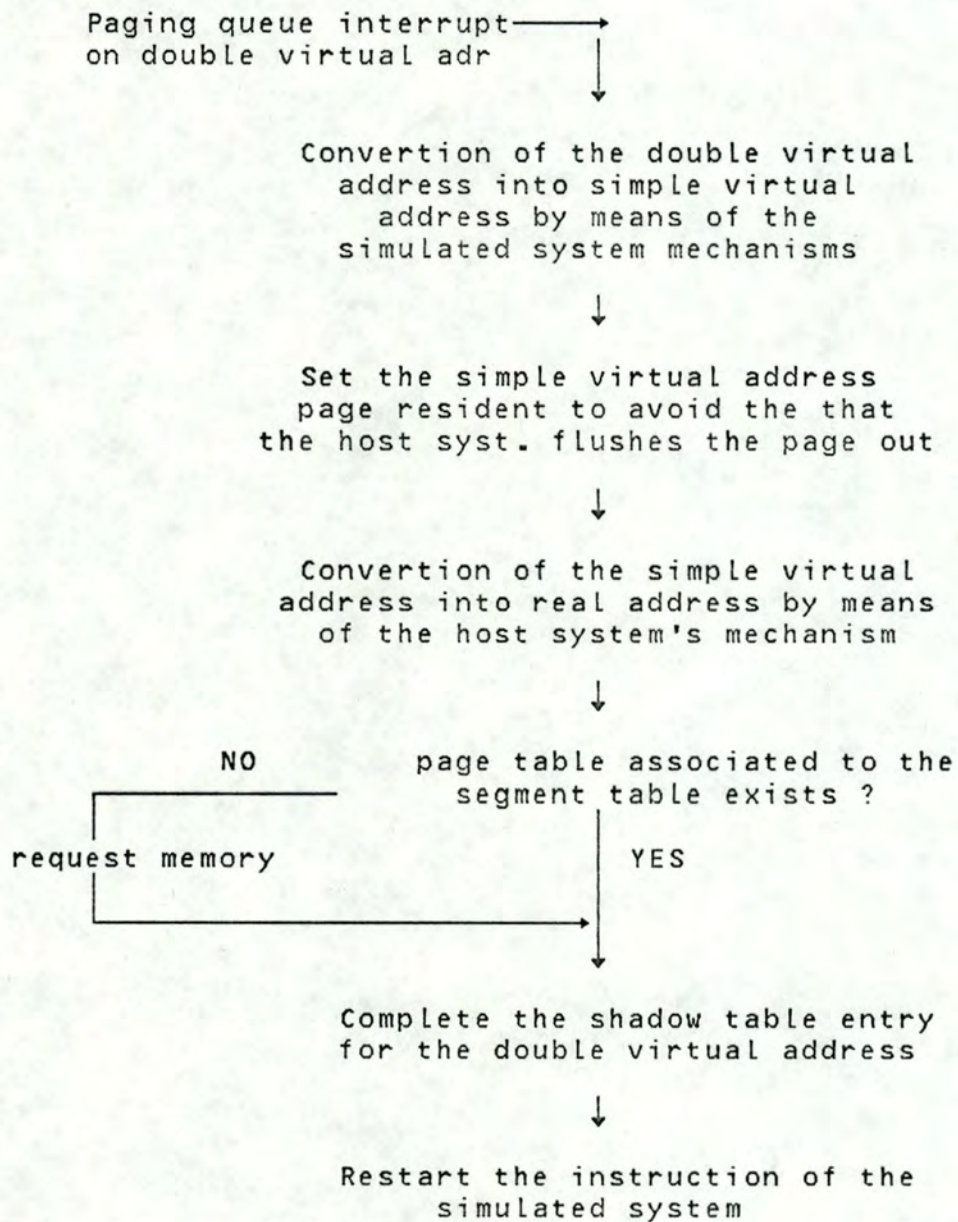 Paging queue interrupt
on double virtual adr
Convertion of the double virtual
address into simple virtual
address by means of the
simulated system mechanisms
Set the simple virtual address
page resident to avoid the that
the host syst. flushes the page out
Convertion of the simple virtual
address into real address by means
of the host system's mechanism
NO
page table associated to the
segment table exists ?
request memory
YES
Complete the shadow table entry
for the double virtual address
Restart the instruction of the
simulated system